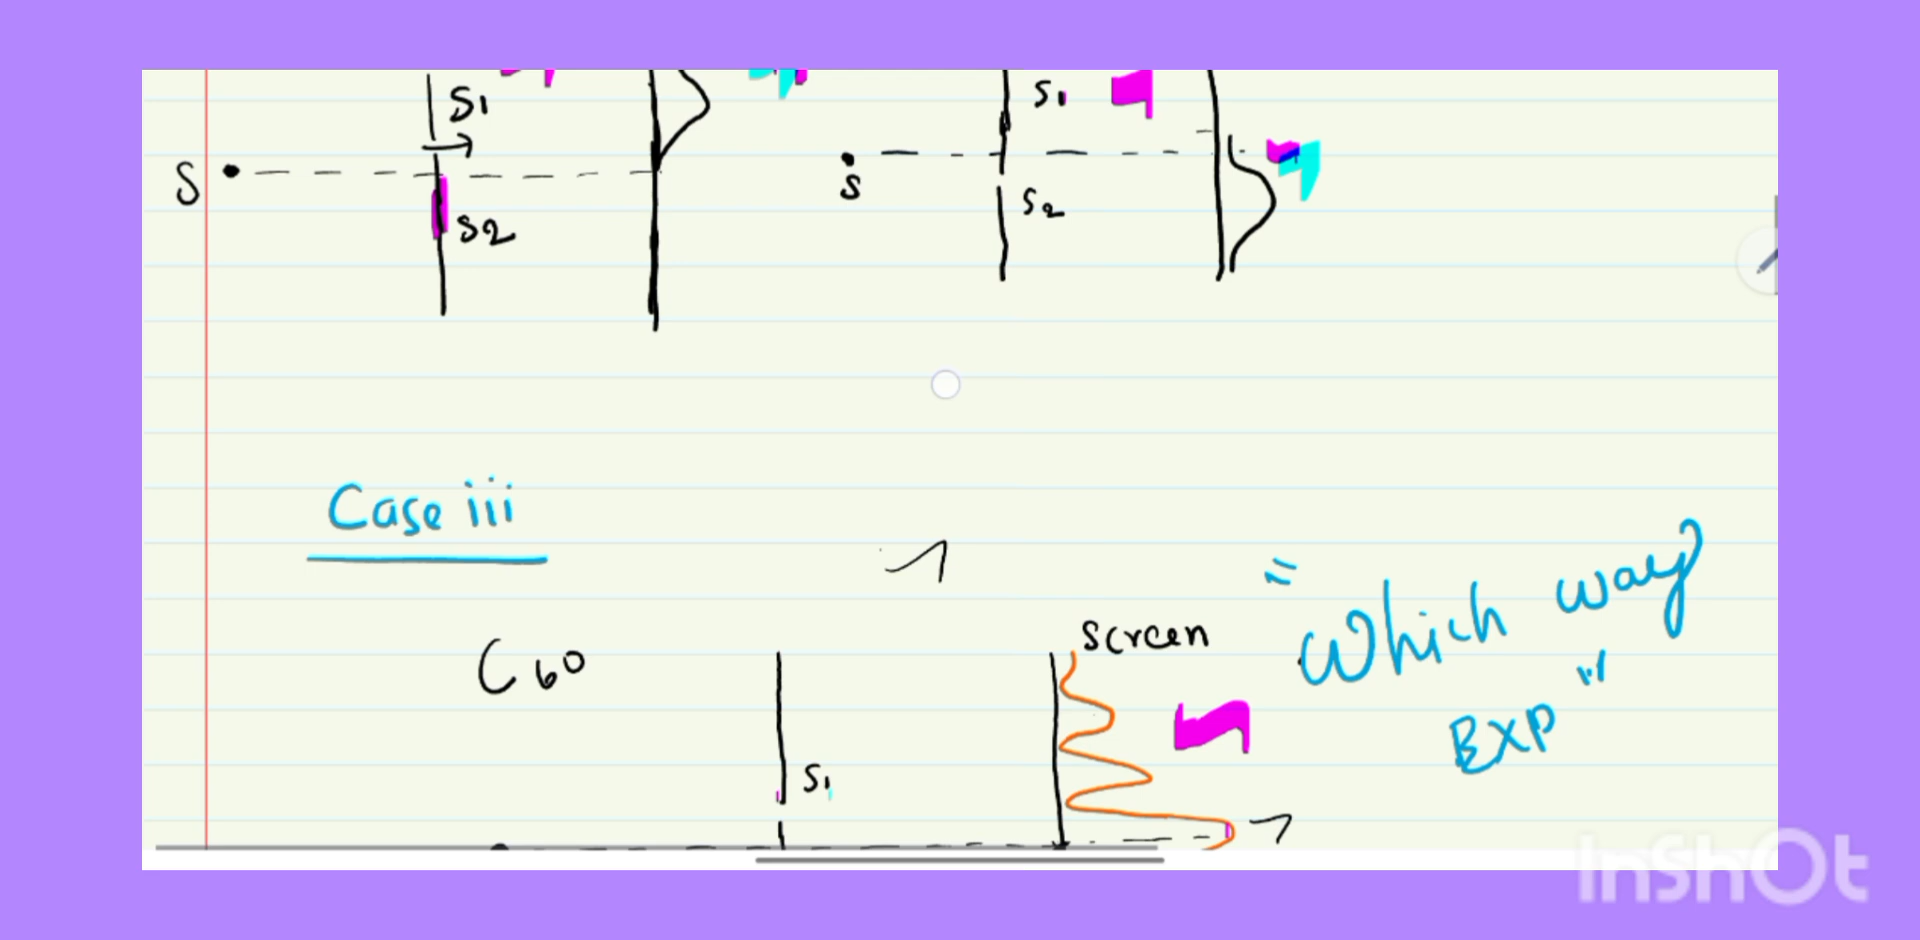 S1
S1
S
S
S2
S2
Case iii
"Which way
Exp"
Screen
C60
S1
InShOt